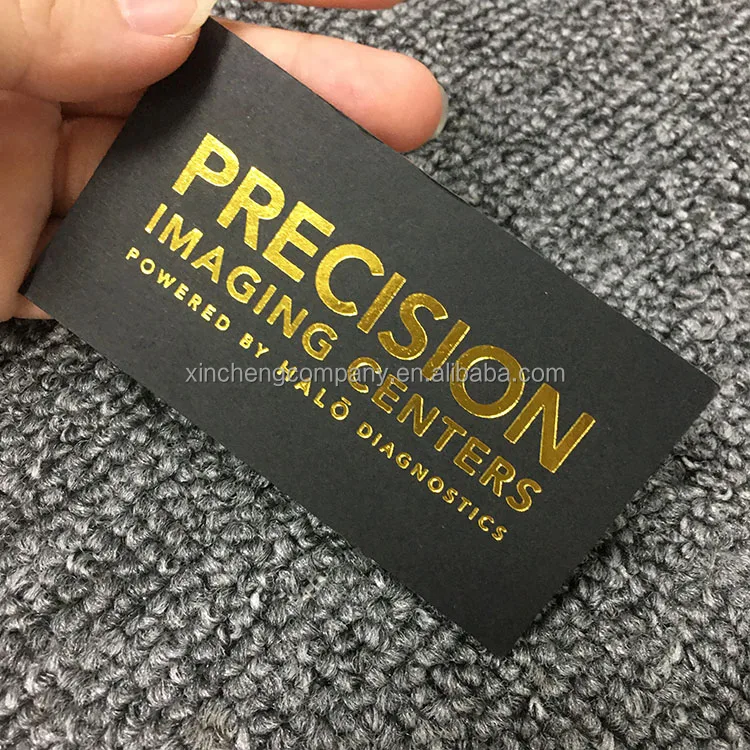 PRECISION
IMAGING CENTERS
POWERED BY HALŌ DIAGNOSTICS
xinchengcompany.en.alibaba.com